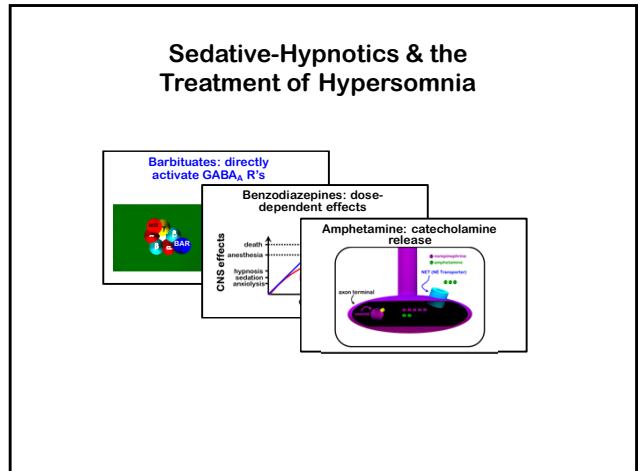 Sedative-Hypnotics & the
Treatment of Hypersomnia
Barbituates: directly
activate GABAA R's
BAR
Benzodiazepines: dose-
dependent effects
CNS effects
death
anesthesia
hypnosis
sedation
anxiolysis
Amphetamine: catecholamine
release
norepinephrine
amphetamine
NET (NE Transporter)
axon terminal